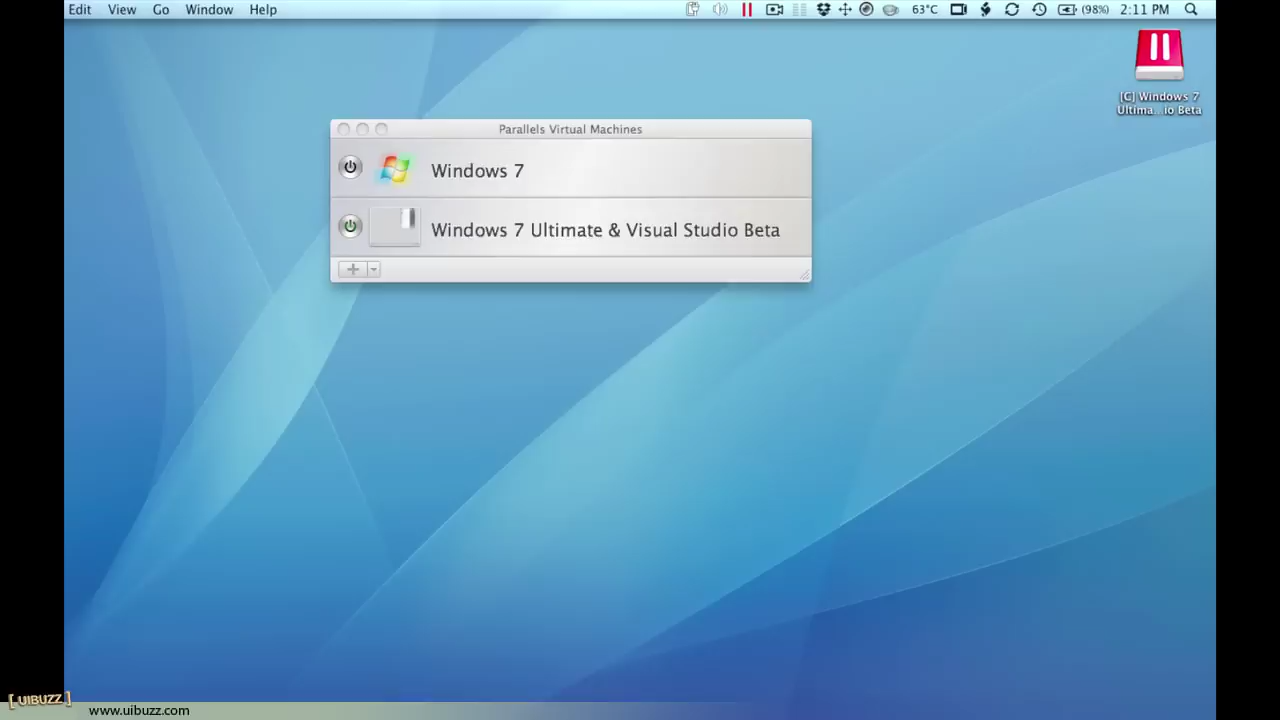 Edit View Go Window Help 63°C (98%) 2:11 PM
[C] Windows 7
Ultima...io Beta
Parallels Virtual Machines
Windows 7
Windows 7 Ultimate & Visual Studio Beta
[UIBUZZ]
www.uibuzz.com